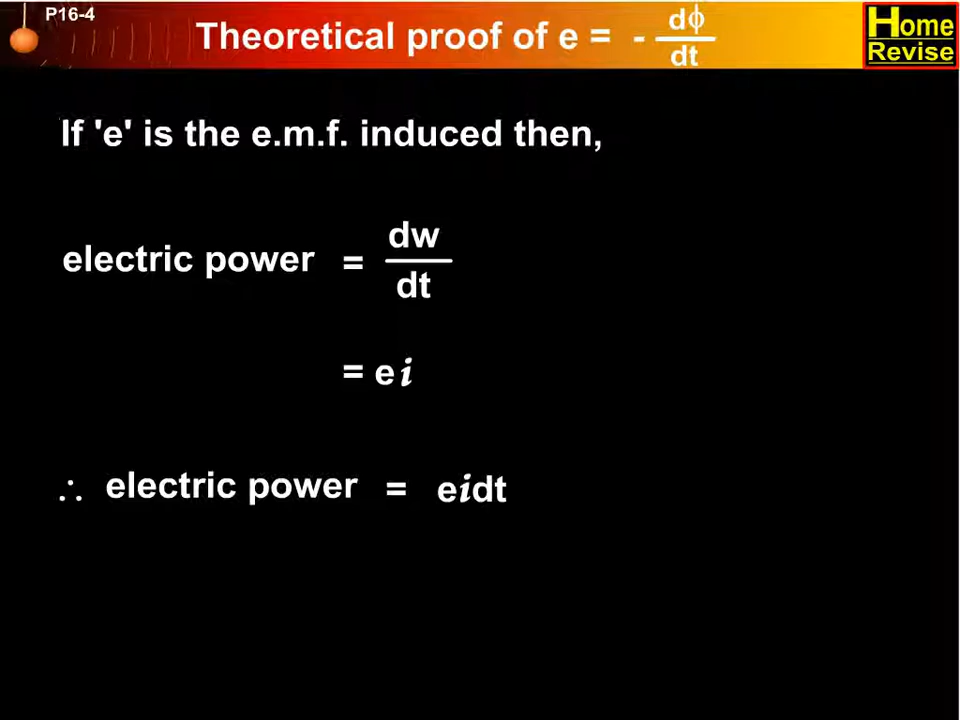 P16-4
Theoretical proof of e = - dϕ/dt
Home
Revise
If 'e' is the e.m.f. induced then,
electric power = dw/dt
= e i
∴ electric power = eidt